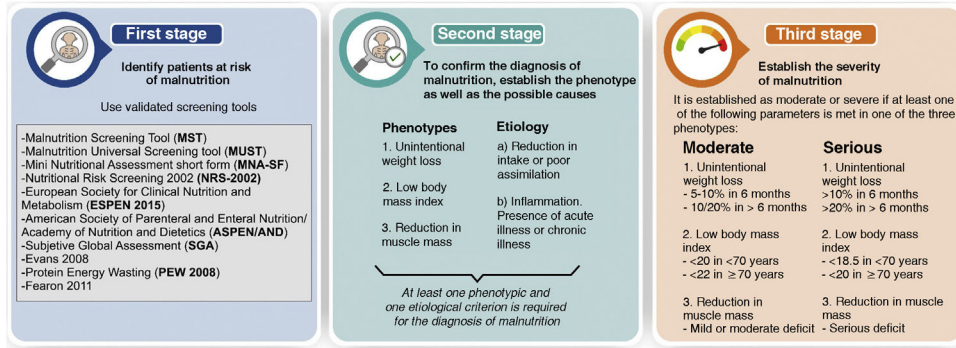 First stage
Identify patients at risk
of malnutrition
Use validated screening tools
-Malnutrition Screening Tool (MST)
-Malnutrition Universal Screening tool (MUST)
-Mini Nutritional Assessment short form (MNA-SF)
-Nutritional Risk Screening 2002 (NRS-2002)
-European Society for Clinical Nutrition and
Metabolism (ESPEN 2015)
-American Society of Parenteral and Enteral Nutrition/
Academy of Nutrition and Dietetics (ASPEN/AND)
-Subjetive Global Assessment (SGA)
-Evans 2008
-Protein Energy Wasting (PEW 2008)
-Fearon 2011
Second stage
To confirm the diagnosis of
malnutrition, establish the phenotype
as well as the possible causes
Phenotypes
1. Unintentional
weight loss
2. Low body
mass index
3. Reduction in
muscle mass
Etiology
a) Reduction in
intake or poor
assimilation
b) Inflammation.
Presence of acute
illness or chronic
illness
At least one phenotypic and
one etiological criterion is required
for the diagnosis of malnutrition
Third stage
Establish the severity
of malnutrition
It is established as moderate or severe if at least one
of the following parameters is met in one of the three
phenotypes:
Moderate
1. Unintentional
weight loss
- 5-10% in 6 months
- 10/20% in > 6 months
2. Low body mass
index
- <20 in <70 years
- <22 in ≥70 years
3. Reduction in
muscle mass
- Mild or moderate deficit
Serious
1. Unintentional
weight loss
>10% in 6 months
>20% in > 6 months
2. Low body mass
index
- <18.5 in <70 years
- <20 in ≥70 years
3. Reduction in muscle
mass
- Serious deficit